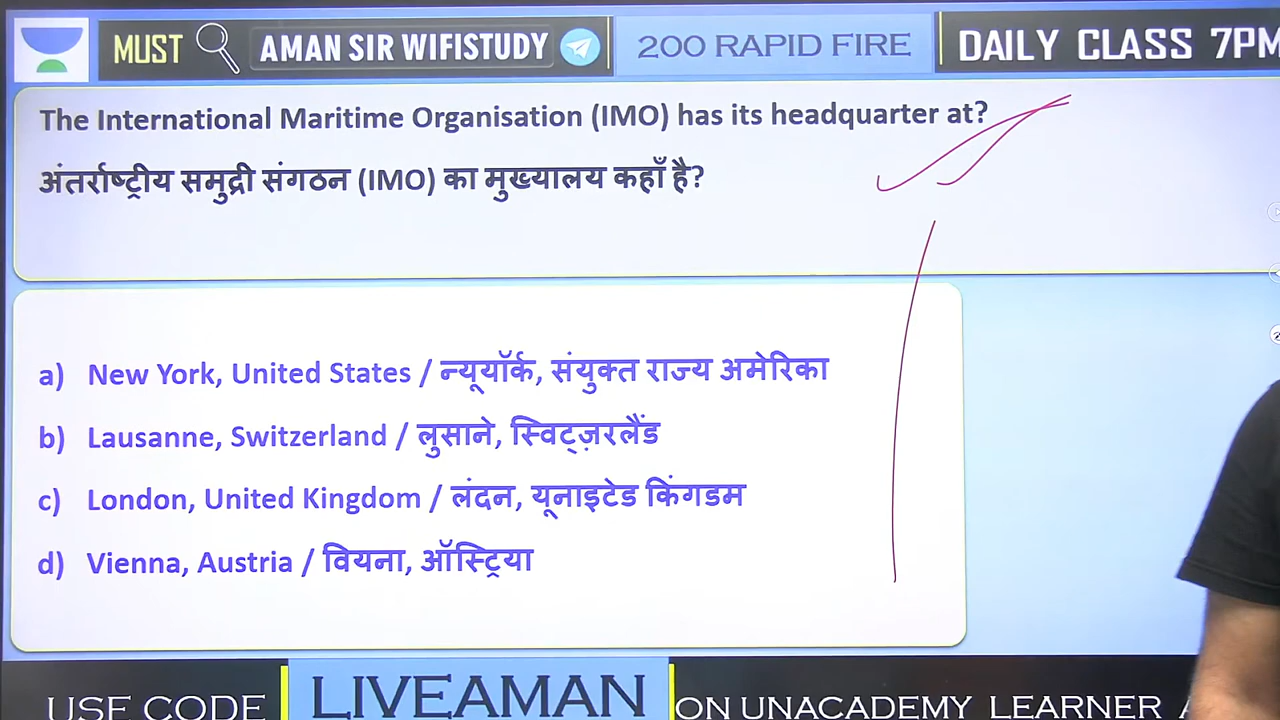 MUST AMAN SIR WIFISTUDY 200 RAPID FIRE DAILY CLASS 7PM
The International Maritime Organisation (IMO) has its headquarter at?
अंतर्राष्ट्रीय समुद्री संगठन (IMO) का मुख्यालय कहाँ है?
a) New York, United States / न्यूयॉर्क, संयुक्त राज्य अमेरिका
b) Lausanne, Switzerland / लुसाने, स्विट्ज़रलैंड
c) London, United Kingdom / लंदन, यूनाइटेड किंगडम
d) Vienna, Austria / वियना, ऑस्ट्रिया
USE CODE LIVEAMAN ON UNACADEMY LEARNER